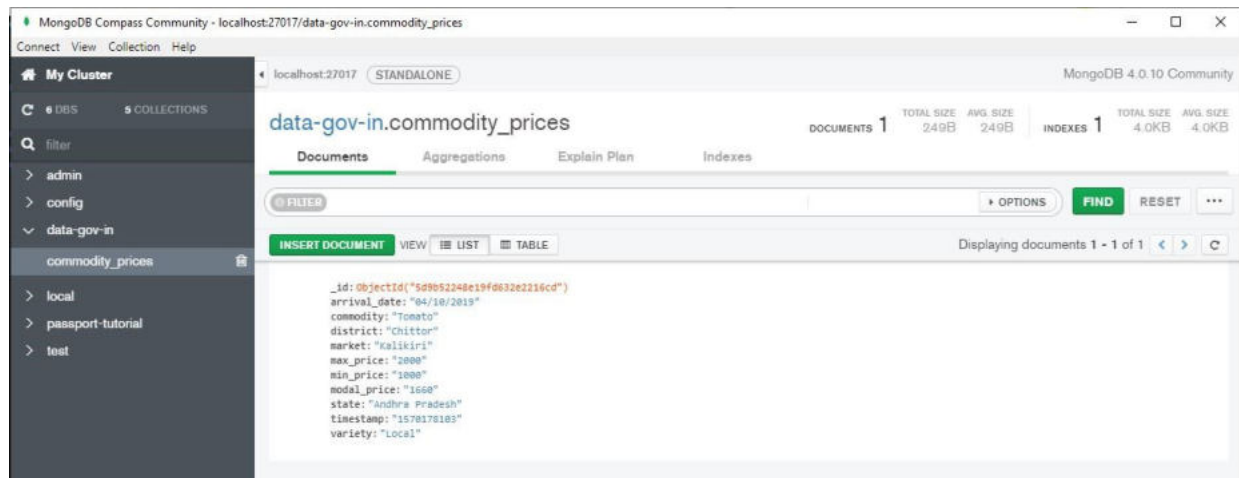 MongoDB Compass Community - localhost:27017/data-gov-in.commodity_prices
Connect View Collection Help
My Cluster
localhost:27017 STANDALONE
MongoDB 4.0.10 Community
6 DBS 5 COLLECTIONS
filter
data-gov-in.commodity_prices
DOCUMENTS 1 TOTAL SIZE 249B AVG. SIZE 249B INDEXES 1 TOTAL SIZE 4.0KB AVG. SIZE 4.0KB
Documents Aggregations Explain Plan Indexes
admin
config
data-gov-in
commodity_prices
local
passport-tutorial
test
FILTER OPTIONS FIND RESET ...
INSERT DOCUMENT VIEW LIST TABLE Displaying documents 1 - 1 of 1 < > C
_id: ObjectId("5d9b52248e19fd632e2216cd")
arrival_date: "04/10/2019"
commodity: "Tomato"
district: "Chittor"
market: "Kalikiri"
max_price: "2000"
min_price: "1000"
modal_price: "1660"
state: "Andhra Pradesh"
timestamp: "1570178103"
variety: "Local"